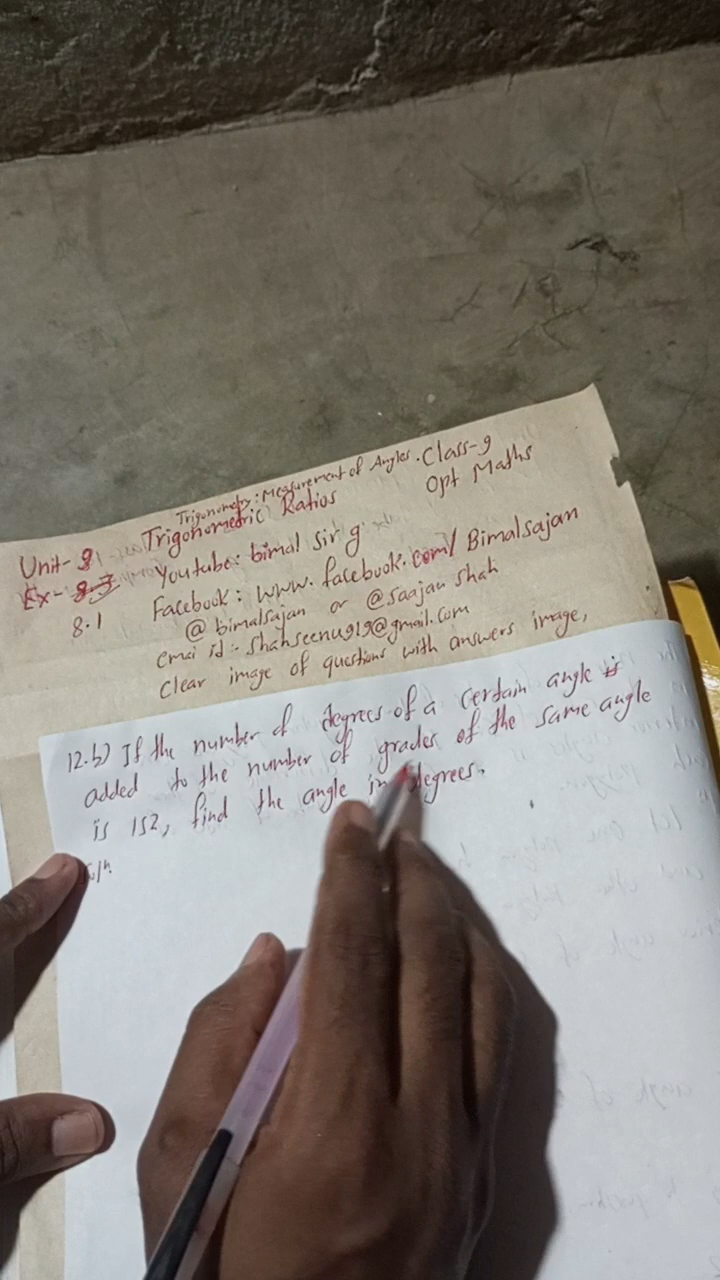 Trigonometry: Measurement of Angles. Class-9
Unit-9 Trigonometric Ratios Opt Maths
Ex- 8.3 Youtube: bimal sir g
8.1 Facebook: www.facebook.com/Bimalsajan
@bimalsajan or @saajan shah
emai id:- Shahseenu919@gmail.com
Clear image of questions with answers image,
12.b) If the number of degrees of a certain angle is
added to the number of grades of the same angle
is 152, find the angle in degrees.
Soln